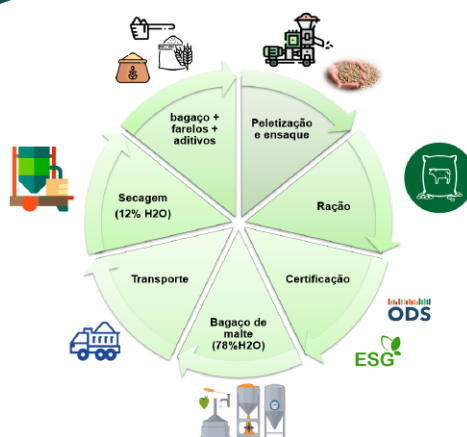 bagaço +
farelos +
aditivos
Peletização
e ensaque
Secagem
(12% H2O)
Ração
Transporte
Certificação
Bagaço de
malte
(78%H2O)
ODS
ESG